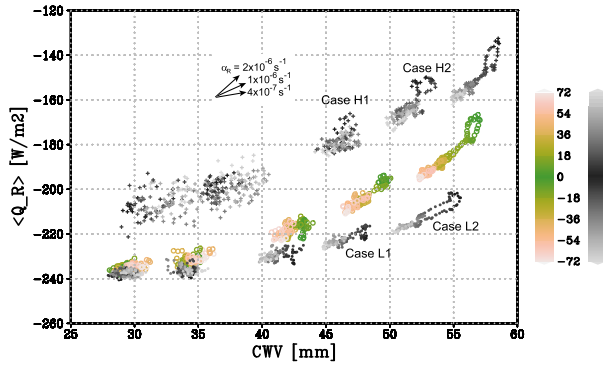 −120
−140
−160
−180
−200
−220
−240
−260
<Q_R> [W/m2]
α_R = 2x10⁻⁶ s⁻¹
1x10⁻⁶ s⁻¹
4x10⁻⁷ s⁻¹
Case H1
Case H2
Case L1
Case L2
25 30 35 40 45 50 55 60
CWV [mm]
72
54
36
18
0
−18
−36
−54
−72